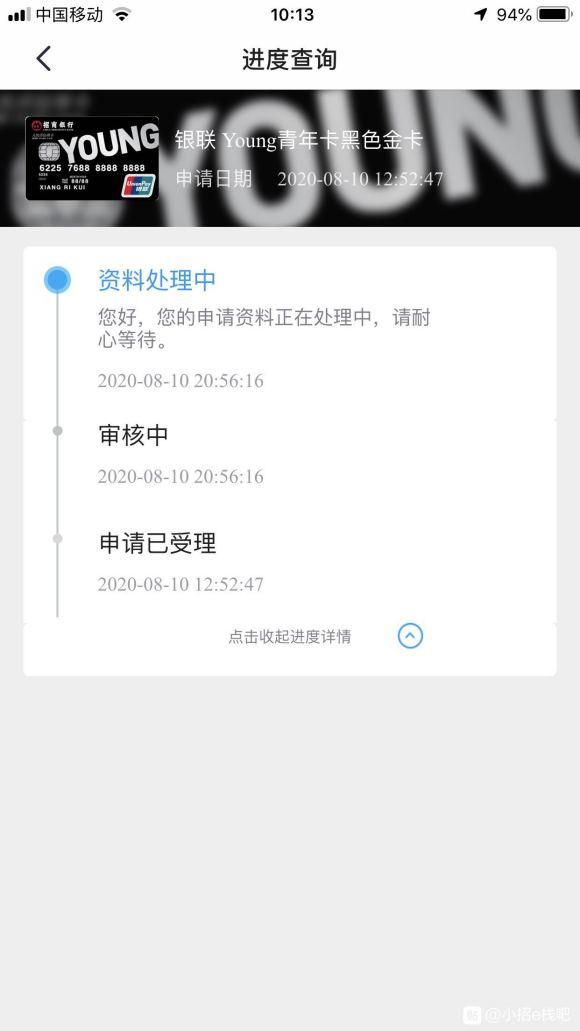 中国移动
10:13
94%
进度查询
招商银行
YOUNG
6225 7688 8888 8888
88/88
XIANG RI KUI
UnionPay
银联
银联 Young青年卡黑色金卡
申请日期 2020-08-10 12:52:47
资料处理中
您好，您的申请资料正在处理中，请耐
心等待。
2020-08-10 20:56:16
审核中
2020-08-10 20:56:16
申请已受理
2020-08-10 12:52:47
点击收起进度详情
@小招e栈吧